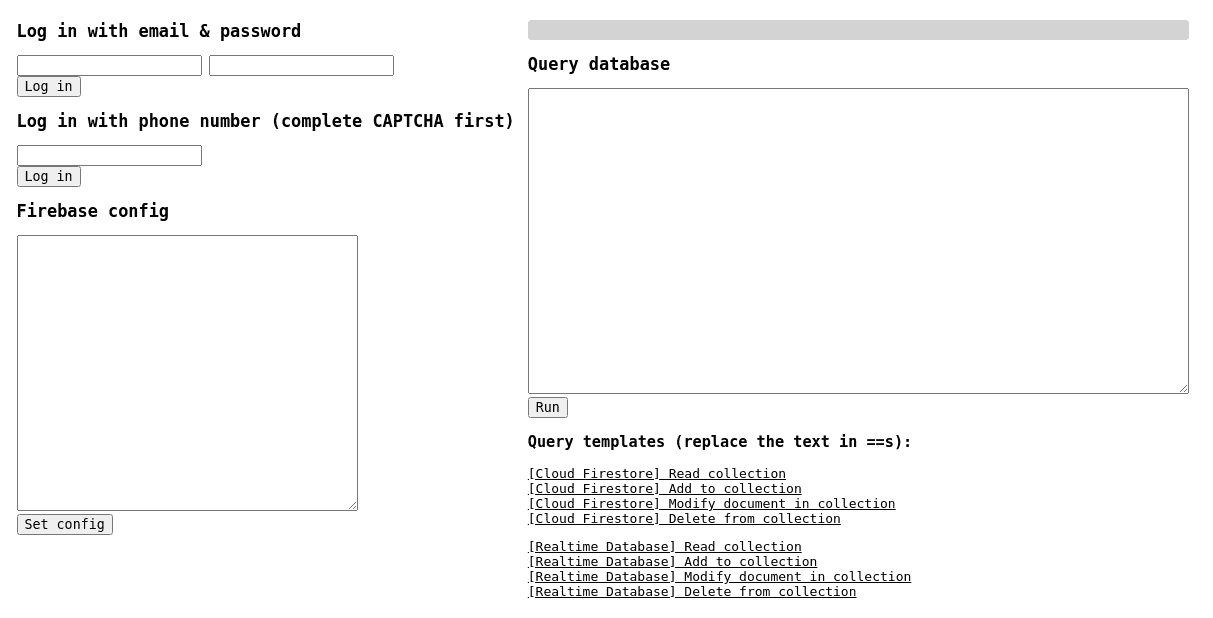 Log in with email & password
Log in
Log in with phone number (complete CAPTCHA first)
Log in
Firebase config
Set config
Query database
Run
Query templates (replace the text in ==s):
[Cloud Firestore] Read collection
[Cloud Firestore] Add to collection
[Cloud Firestore] Modify document in collection
[Cloud Firestore] Delete from collection
[Realtime Database] Read collection
[Realtime Database] Add to collection
[Realtime Database] Modify document in collection
[Realtime Database] Delete from collection